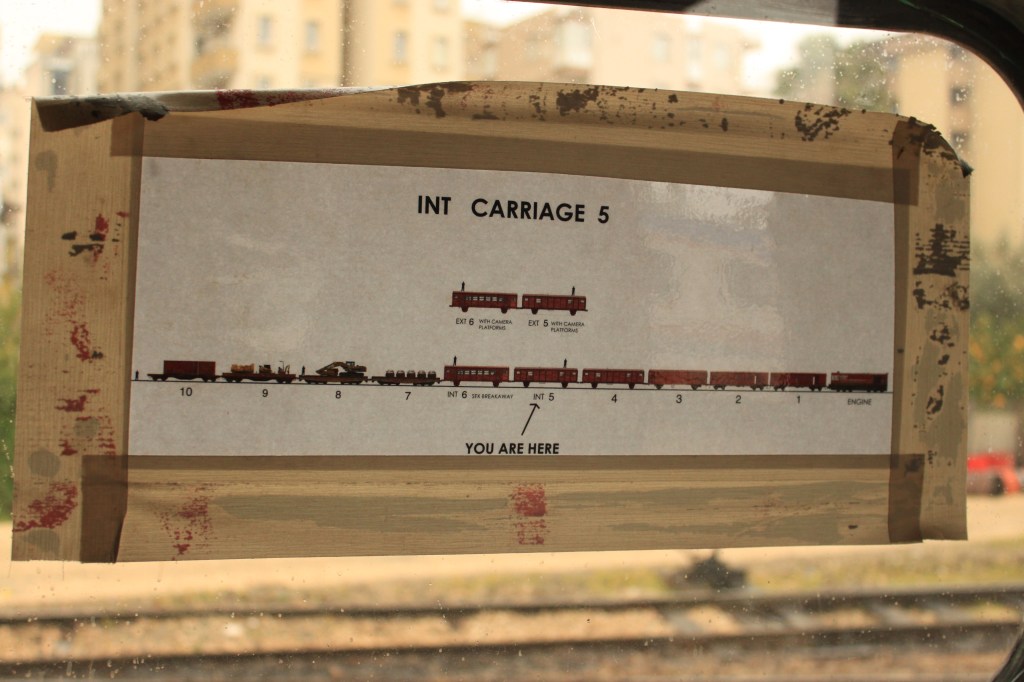 INT CARRIAGE 5
EXT 6 WITH CAMERA PLATFORMS
EXT 5 WITH CAMERA PLATFORMS
10 9 8 7 INT 6 SFX BREAKAWAY INT 5 4 3 2 1 ENGINE
YOU ARE HERE